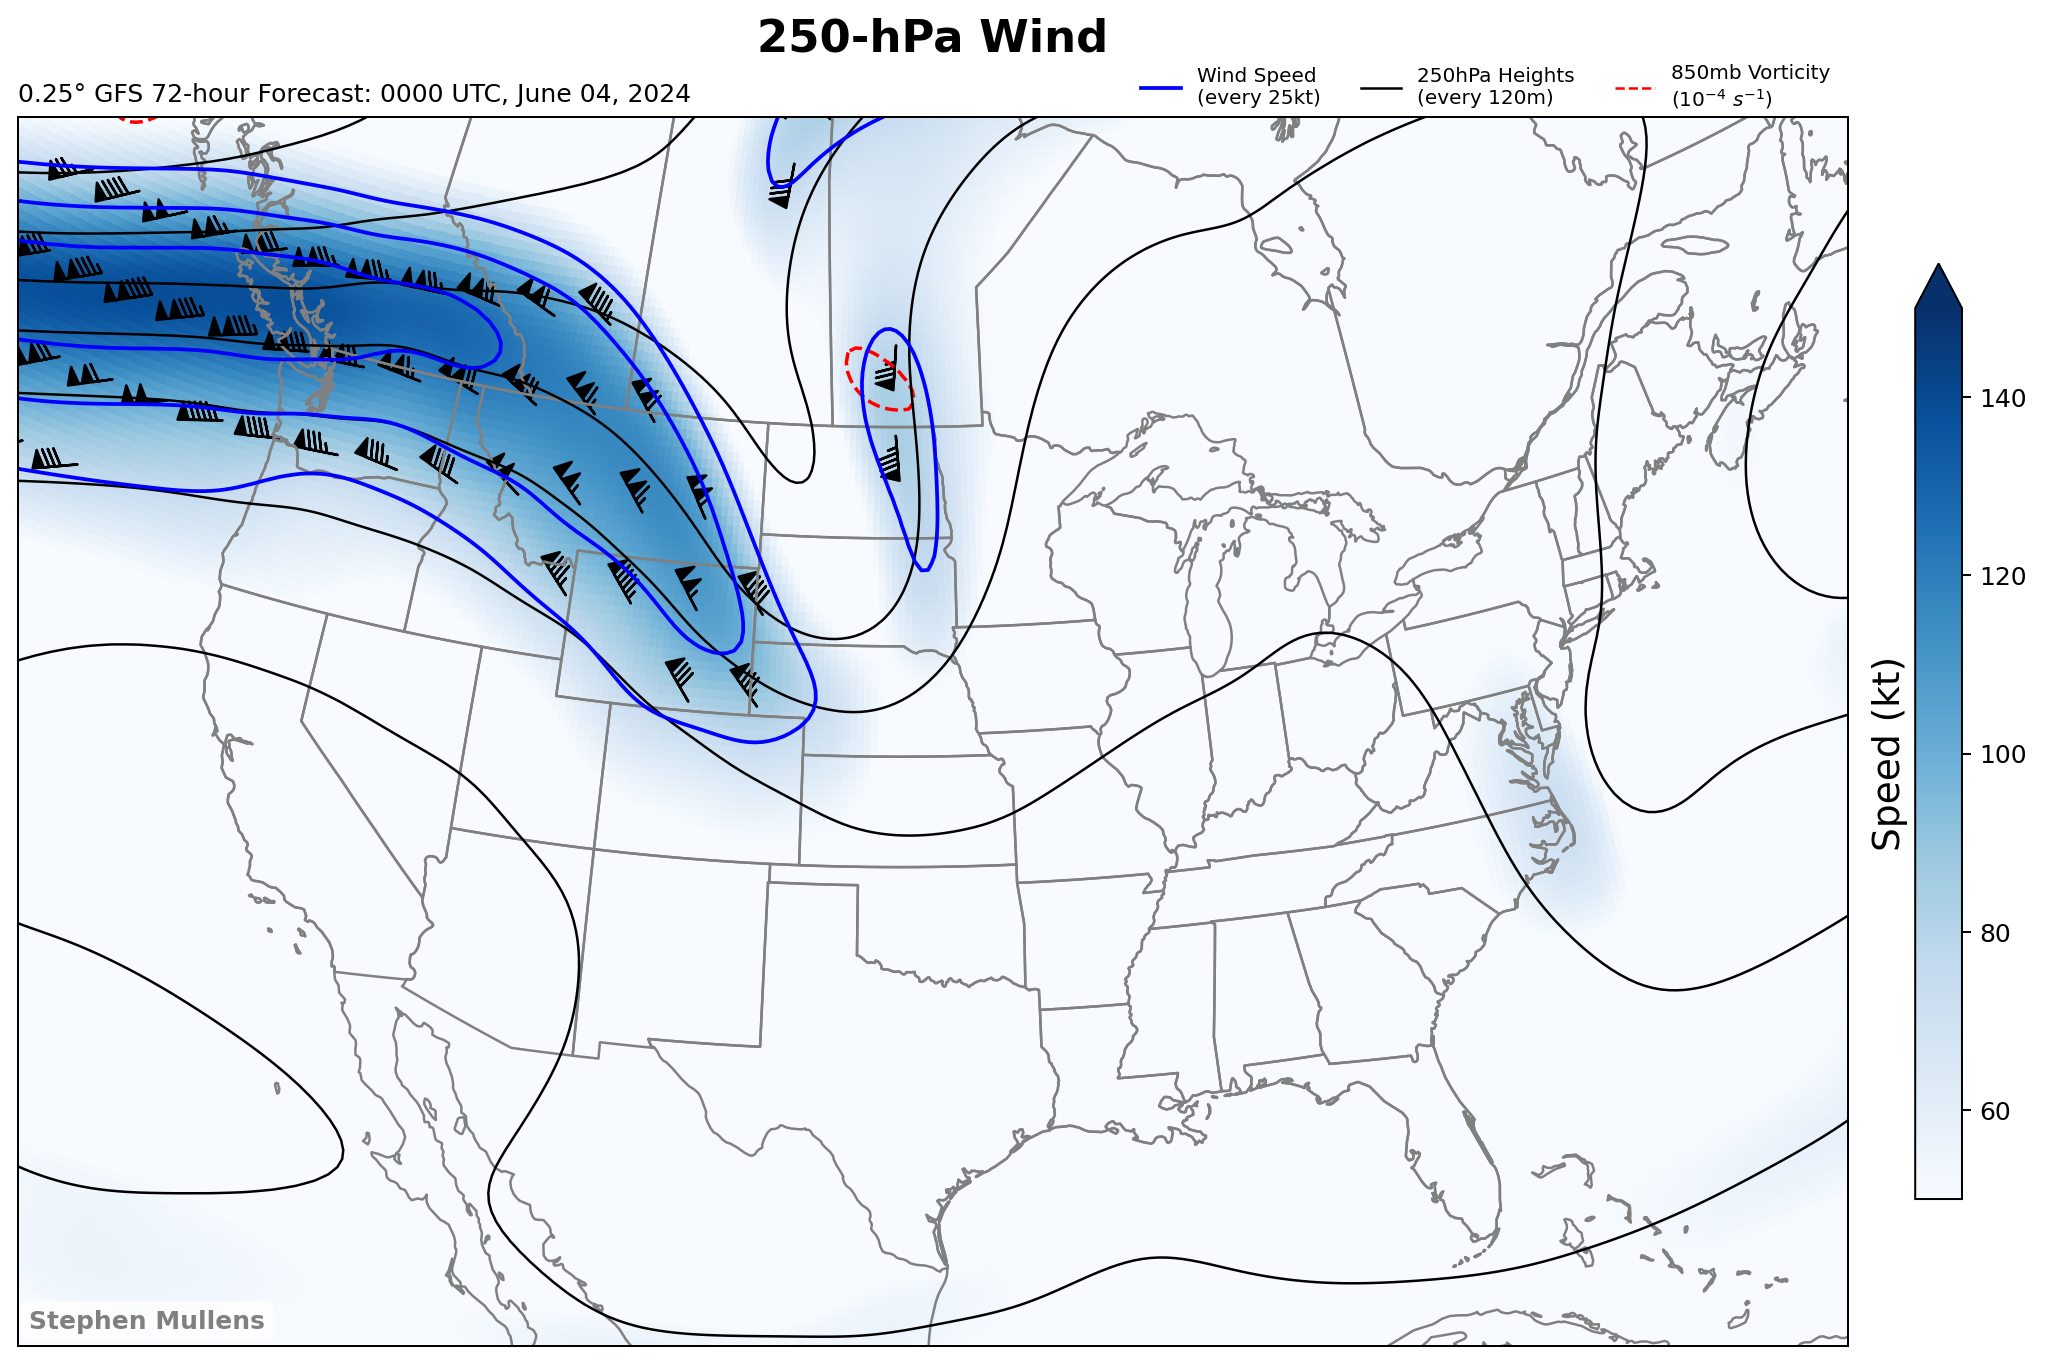 250-hPa Wind
0.25° GFS 72-hour Forecast: 0000 UTC, June 04, 2024
Wind Speed
(every 25kt)
250hPa Heights
(every 120m)
850mb Vorticity
(10⁻⁴ s⁻¹)
140
120
100
80
60
Speed (kt)
Stephen Mullens